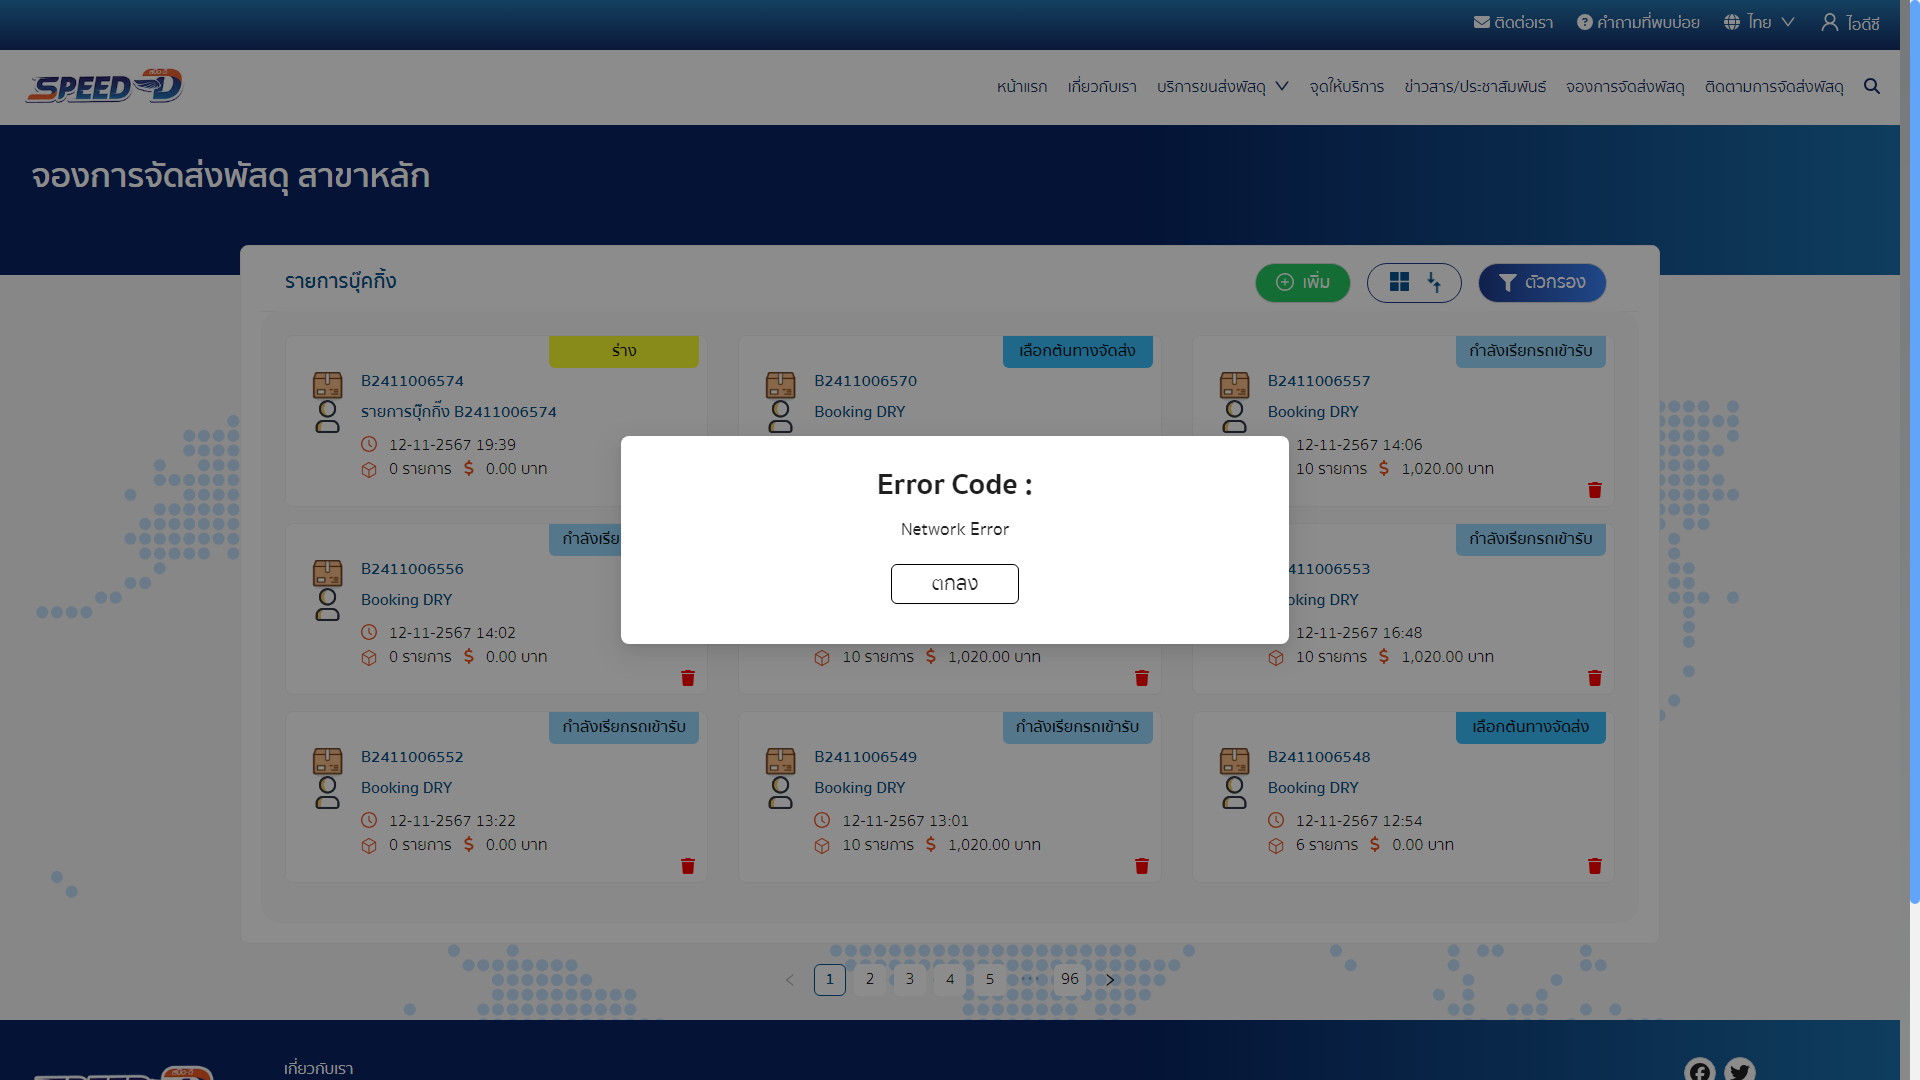 ติดต่อเรา
คำถามที่พบบ่อย
ไทย
ไอดีซี
สปีด-ดี
SPEED-D
หน้าแรก
เกี่ยวกับเรา
บริการขนส่งพัสดุ
จุดให้บริการ
ข่าวสาร/ประชาสัมพันธ์
จองการจัดส่งพัสดุ
ติดตามการจัดส่งพัสดุ
จองการจัดส่งพัสดุ สาขาหลัก
รายการบุ๊คกิ้ง
เพิ่ม
ตัวกรอง
ร่าง
B2411006574
รายการบุ๊กกิ๊ง B2411006574
12-11-2567 19:39
0 รายการ $ 0.00 บาท
เลือกต้นทางจัดส่ง
B2411006570
Booking DRY
กำลังเรียกรถเข้ารับ
B2411006557
Booking DRY
12-11-2567 14:06
10 รายการ $ 1,020.00 บาท
Error Code :
Network Error
ตกลง
กำลังเรีย
B2411006556
Booking DRY
12-11-2567 14:02
0 รายการ $ 0.00 บาท
10 รายการ $ 1,020.00 บาท
กำลังเรียกรถเข้ารับ
411006553
oking DRY
12-11-2567 16:48
10 รายการ $ 1,020.00 บาท
กำลังเรียกรถเข้ารับ
B2411006552
Booking DRY
12-11-2567 13:22
0 รายการ $ 0.00 บาท
กำลังเรียกรถเข้ารับ
B2411006549
Booking DRY
12-11-2567 13:01
10 รายการ $ 1,020.00 บาท
เลือกต้นทางจัดส่ง
B2411006548
Booking DRY
12-11-2567 12:54
6 รายการ $ 0.00 บาท
< 1 2 3 4 5 ••• 96 >
เกี่ยวกับเรา